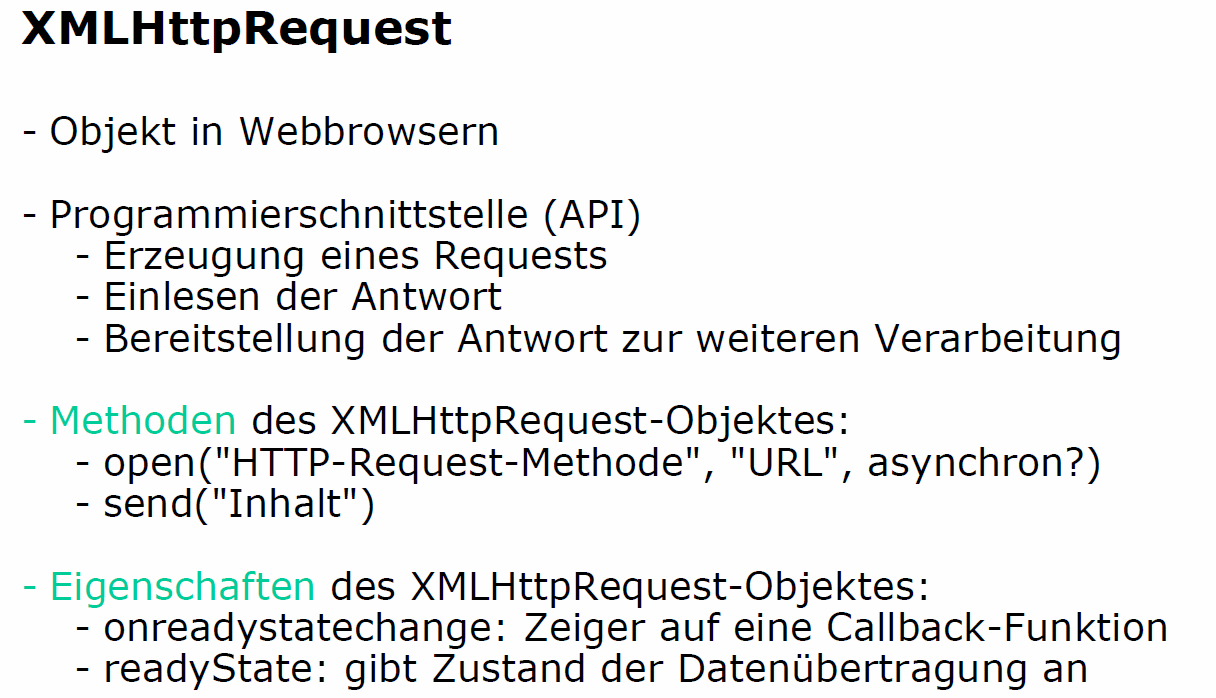 XMLHttpRequest
- Objekt in Webbrowsern
- Programmierschnittstelle (API)
- Erzeugung eines Requests
- Einlesen der Antwort
- Bereitstellung der Antwort zur weiteren Verarbeitung
- Methoden des XMLHttpRequest-Objektes:
- open("HTTP-Request-Methode", "URL", asynchron?)
- send("Inhalt")
- Eigenschaften des XMLHttpRequest-Objektes:
- onreadystatechange: Zeiger auf eine Callback-Funktion
- readyState: gibt Zustand der Datenübertragung an